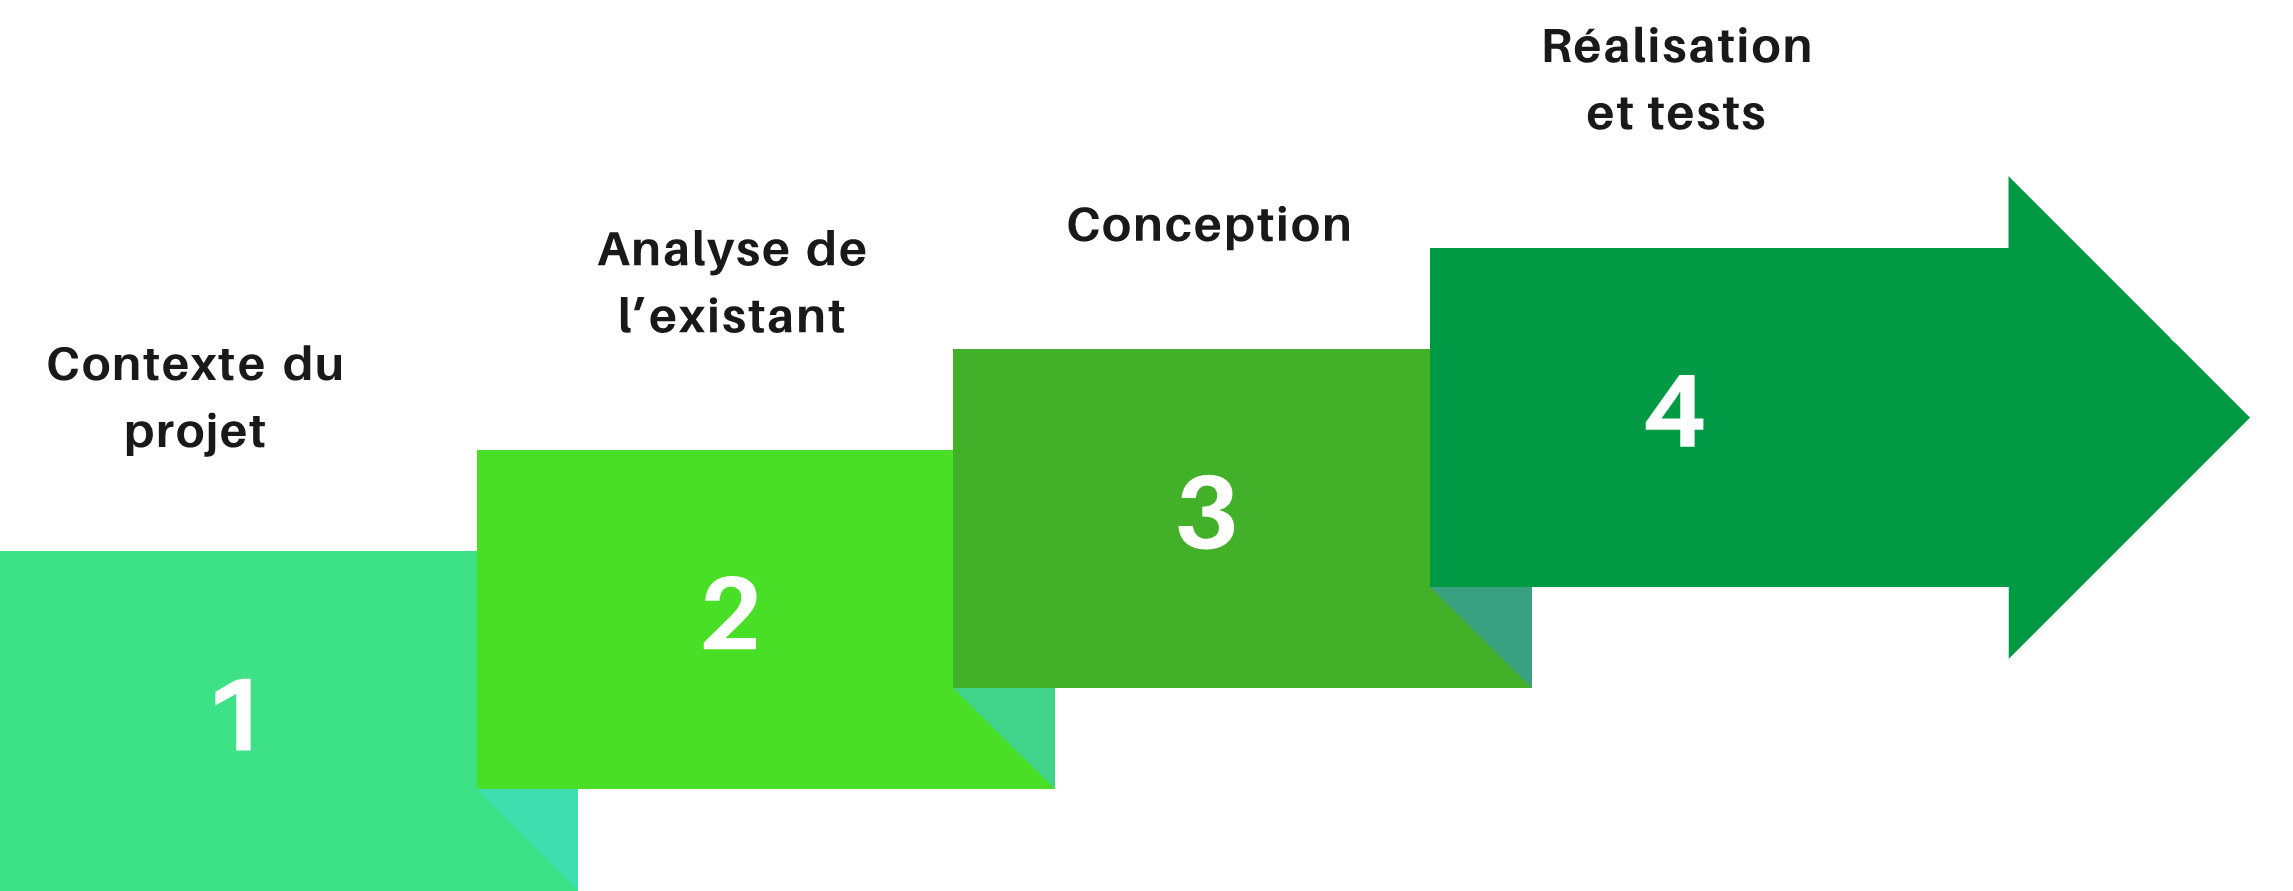 Contexte du
projet
1
Analyse de
l’existant
2
Conception
3
Réalisation
et tests
4